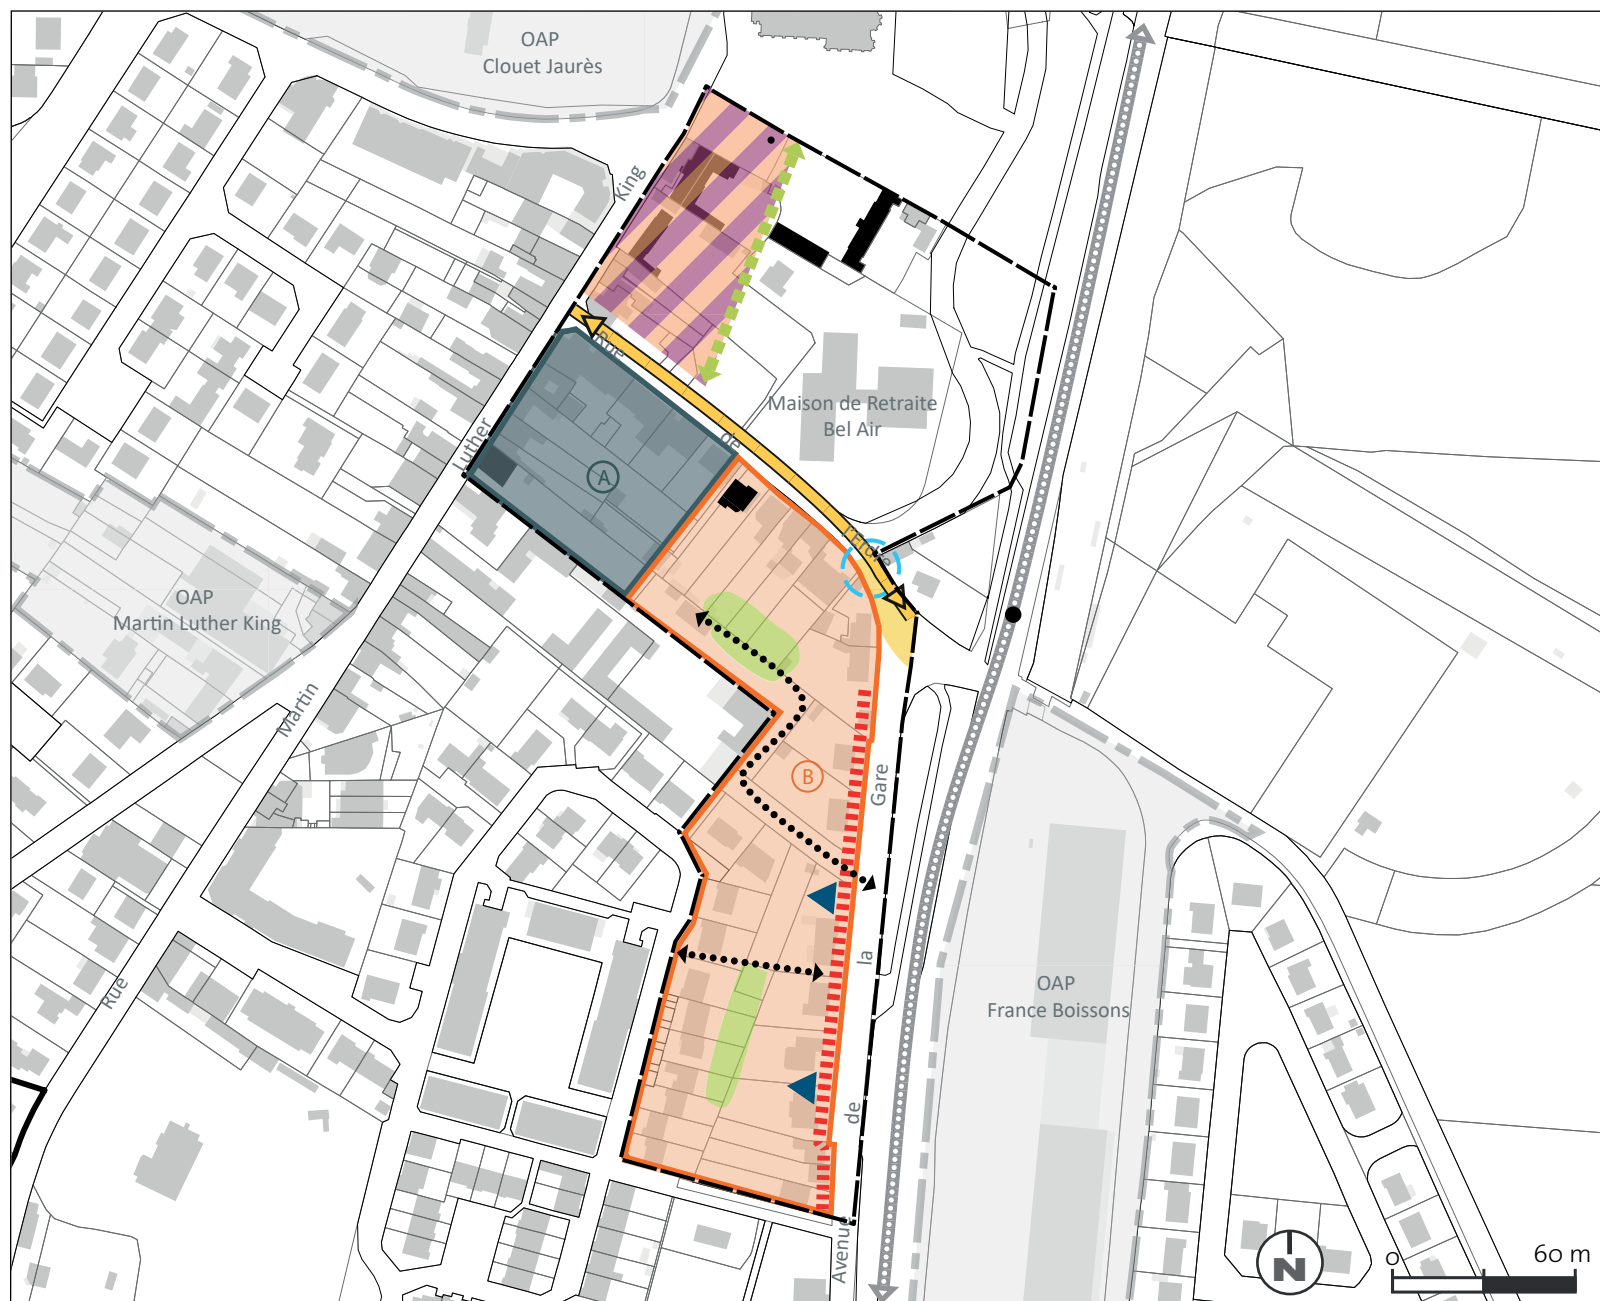 OAP
Clouet Jaurès
King
Rue
de
Maison de Retraite
Bel Air
Luther
A
OAP
Martin Luther King
Martin
B
Gare
la
OAP
France Boissons
Rue
de
Avenue
N
0
60 m